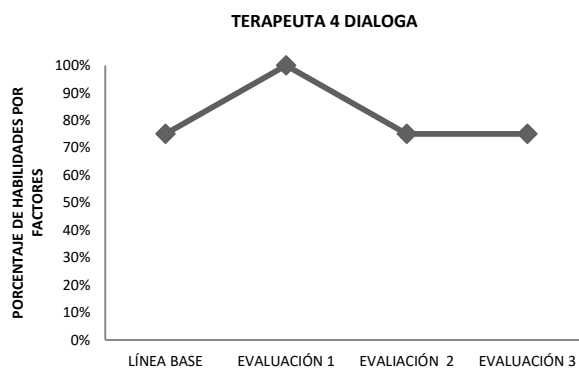 TERAPEUTA 4 DIALOGA
PORCENTAJE DE HABILIDADES POR
FACTORES
100%
90%
80%
70%
60%
50%
40%
30%
20%
10%
0%
LÍNEA BASE EVALUACIÓN 1 EVALIACIÓN 2 EVALUACIÓN 3